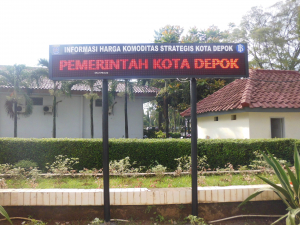 INFORMASI HARGA KOMODITAS STRATEGIS KOTA DEPOK
PEMERINTAH KOTA DEPOK